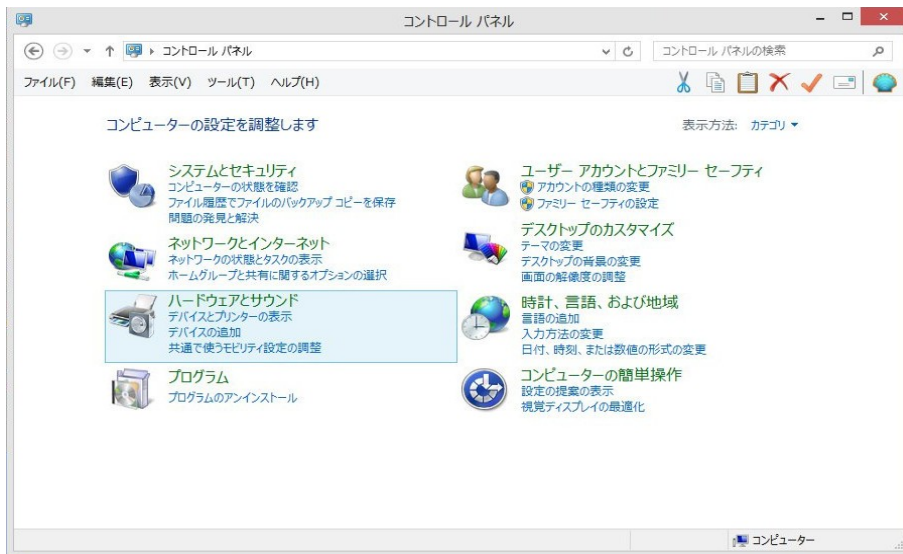 コントロール パネル
コントロール パネル
コントロール パネルの検索
ファイル(F) 編集(E) 表示(V) ツール(T) ヘルプ(H)
コンピューターの設定を調整します
表示方法: カテゴリ
システムとセキュリティ
コンピューターの状態を確認
ファイル履歴でファイルのバックアップ コピーを保存
問題の発見と解決
ネットワークとインターネット
ネットワークの状態とタスクの表示
ホームグループと共有に関するオプションの選択
ハードウェアとサウンド
デバイスとプリンターの表示
デバイスの追加
共通で使うモビリティ設定の調整
プログラム
プログラムのアンインストール
ユーザー アカウントとファミリー セーフティ
アカウントの種類の変更
ファミリー セーフティの設定
デスクトップのカスタマイズ
テーマの変更
デスクトップの背景の変更
画面の解像度の調整
時計、言語、および地域
言語の追加
入力方法の変更
日付、時刻、または数値の形式の変更
コンピューターの簡単操作
設定の提案の表示
視覚ディスプレイの最適化
コンピューター